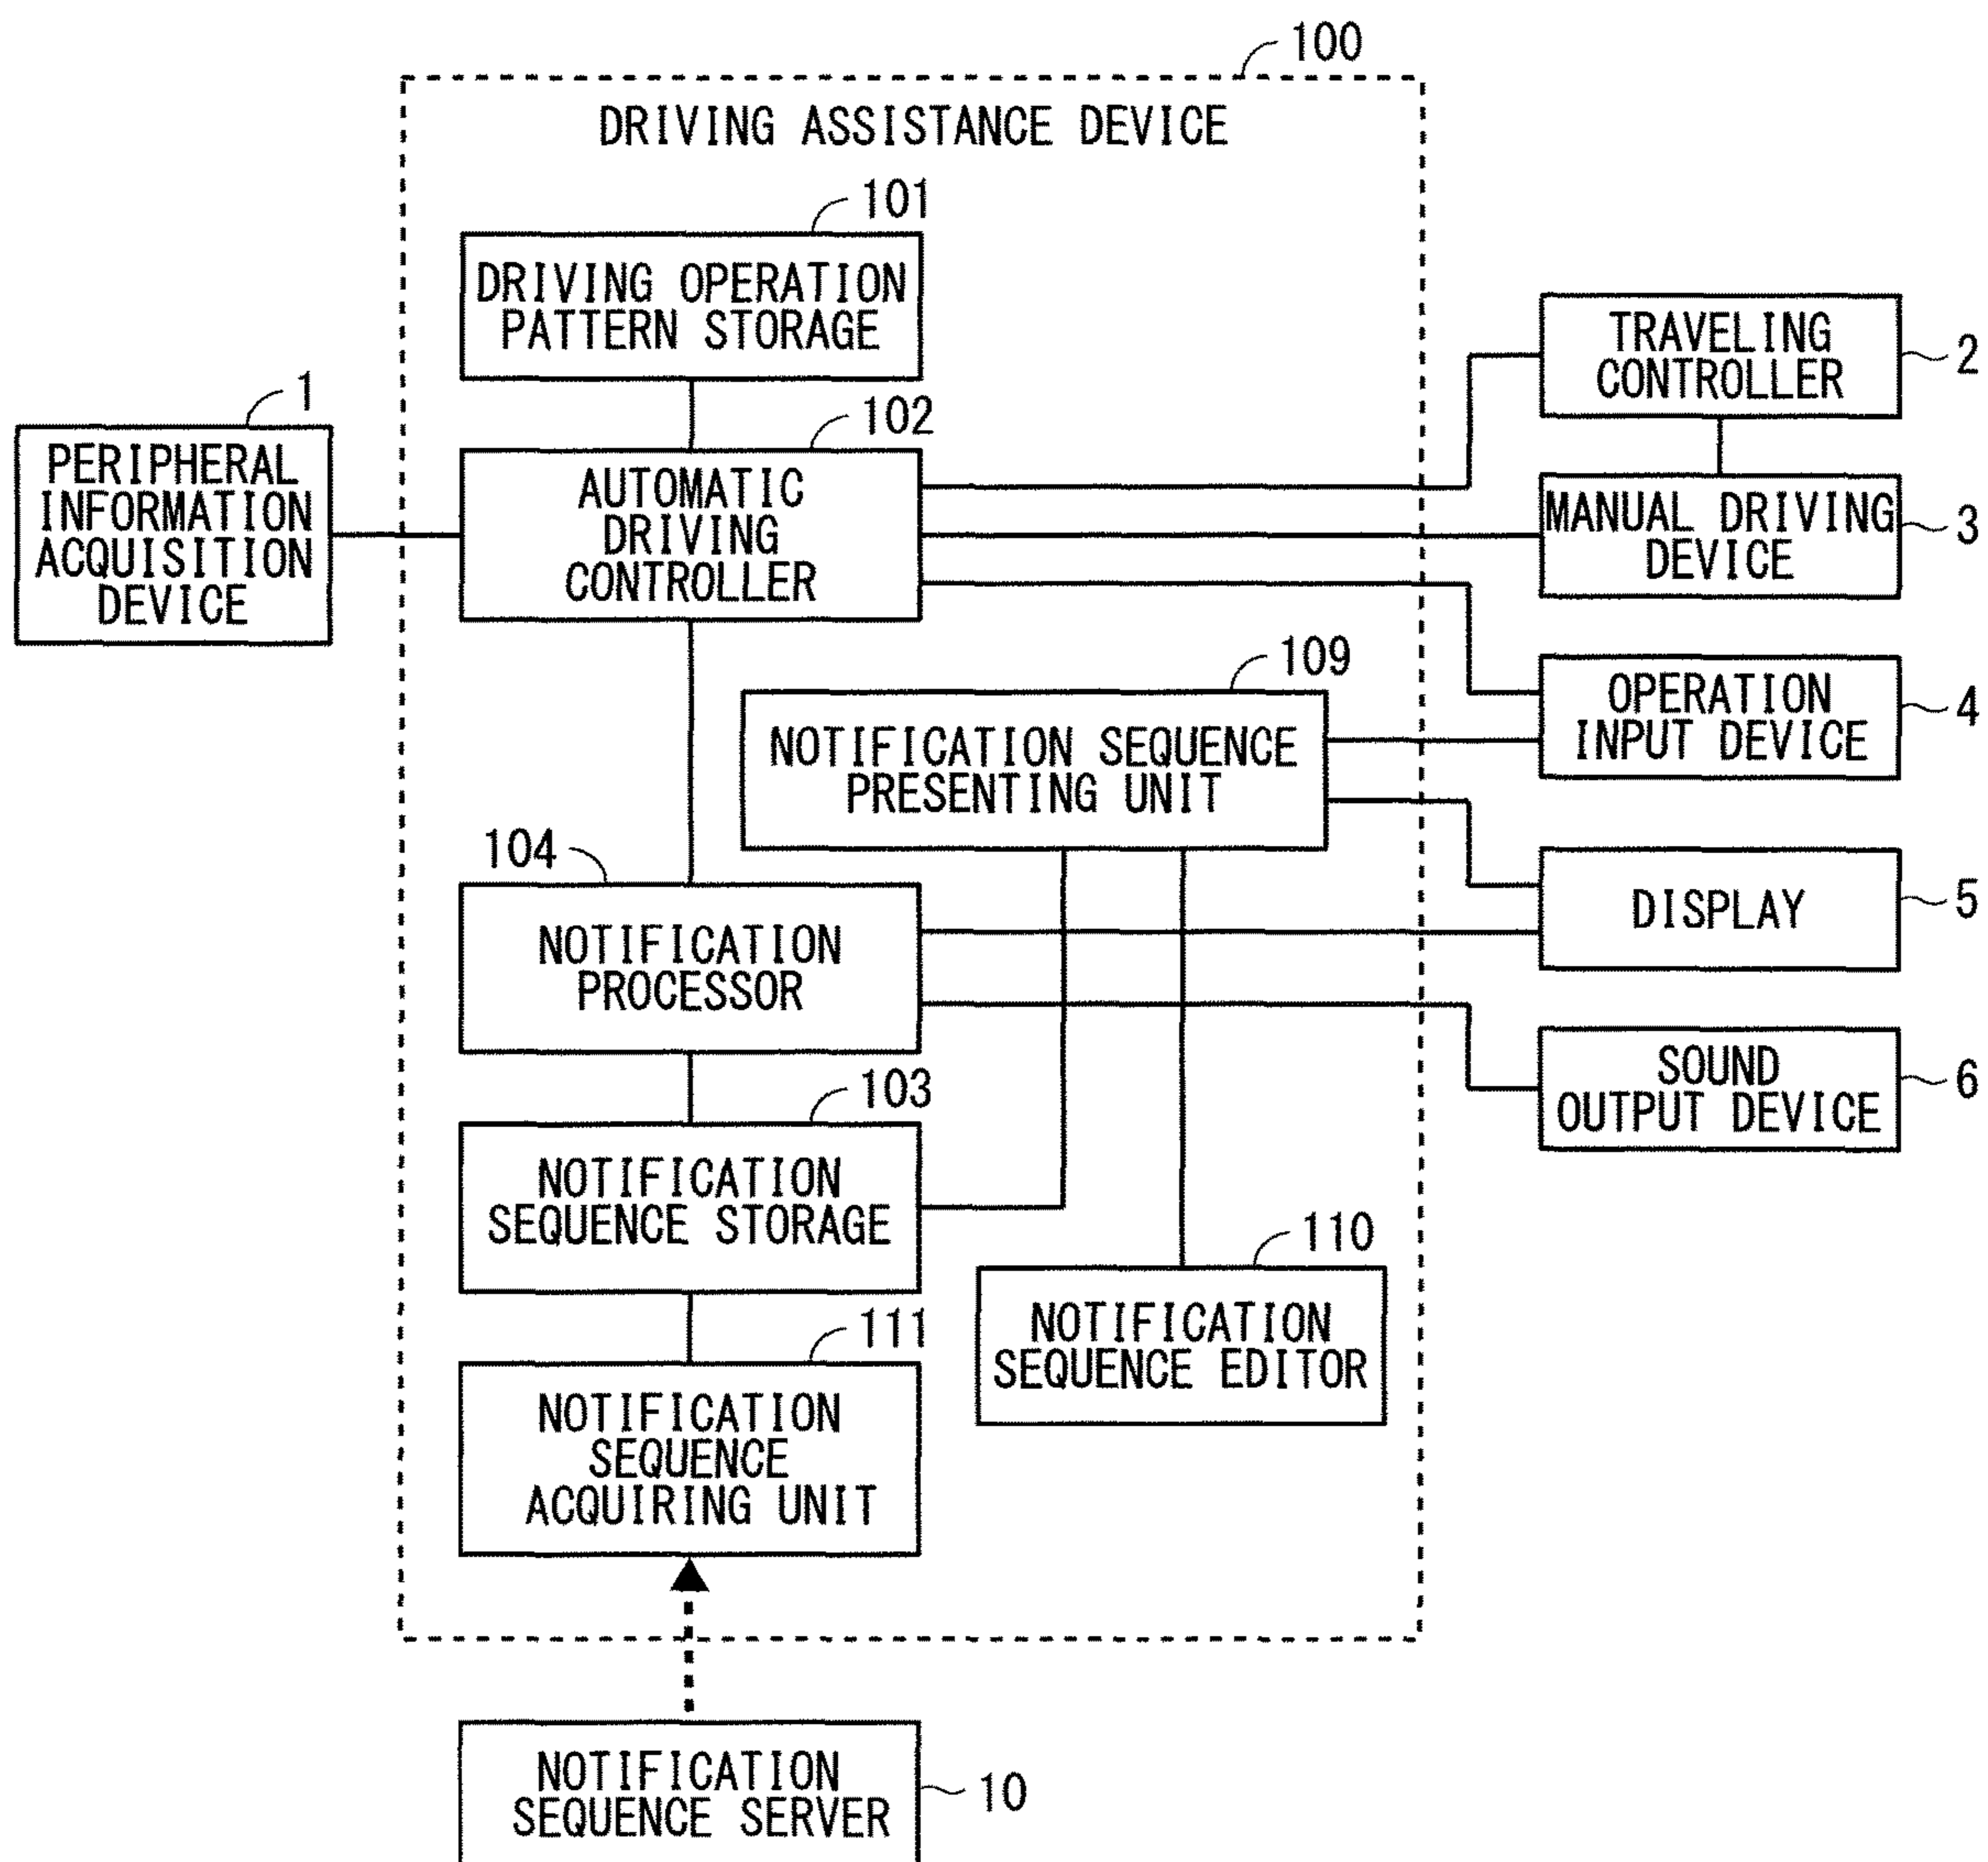 100
DRIVING ASSISTANCE DEVICE
101
DRIVING OPERATION
PATTERN STORAGE
1
PERIPHERAL
INFORMATION
ACQUISITION
DEVICE
102
AUTOMATIC
DRIVING
CONTROLLER
TRAVELING
CONTROLLER
2
MANUAL DRIVING
DEVICE
3
109
NOTIFICATION SEQUENCE
PRESENTING UNIT
OPERATION
INPUT DEVICE
4
104
NOTIFICATION
PROCESSOR
DISPLAY
5
103
NOTIFICATION
SEQUENCE STORAGE
SOUND
OUTPUT DEVICE
6
110
NOTIFICATION
SEQUENCE EDITOR
111
NOTIFICATION
SEQUENCE
ACQUIRING UNIT
NOTIFICATION
SEQUENCE SERVER
10